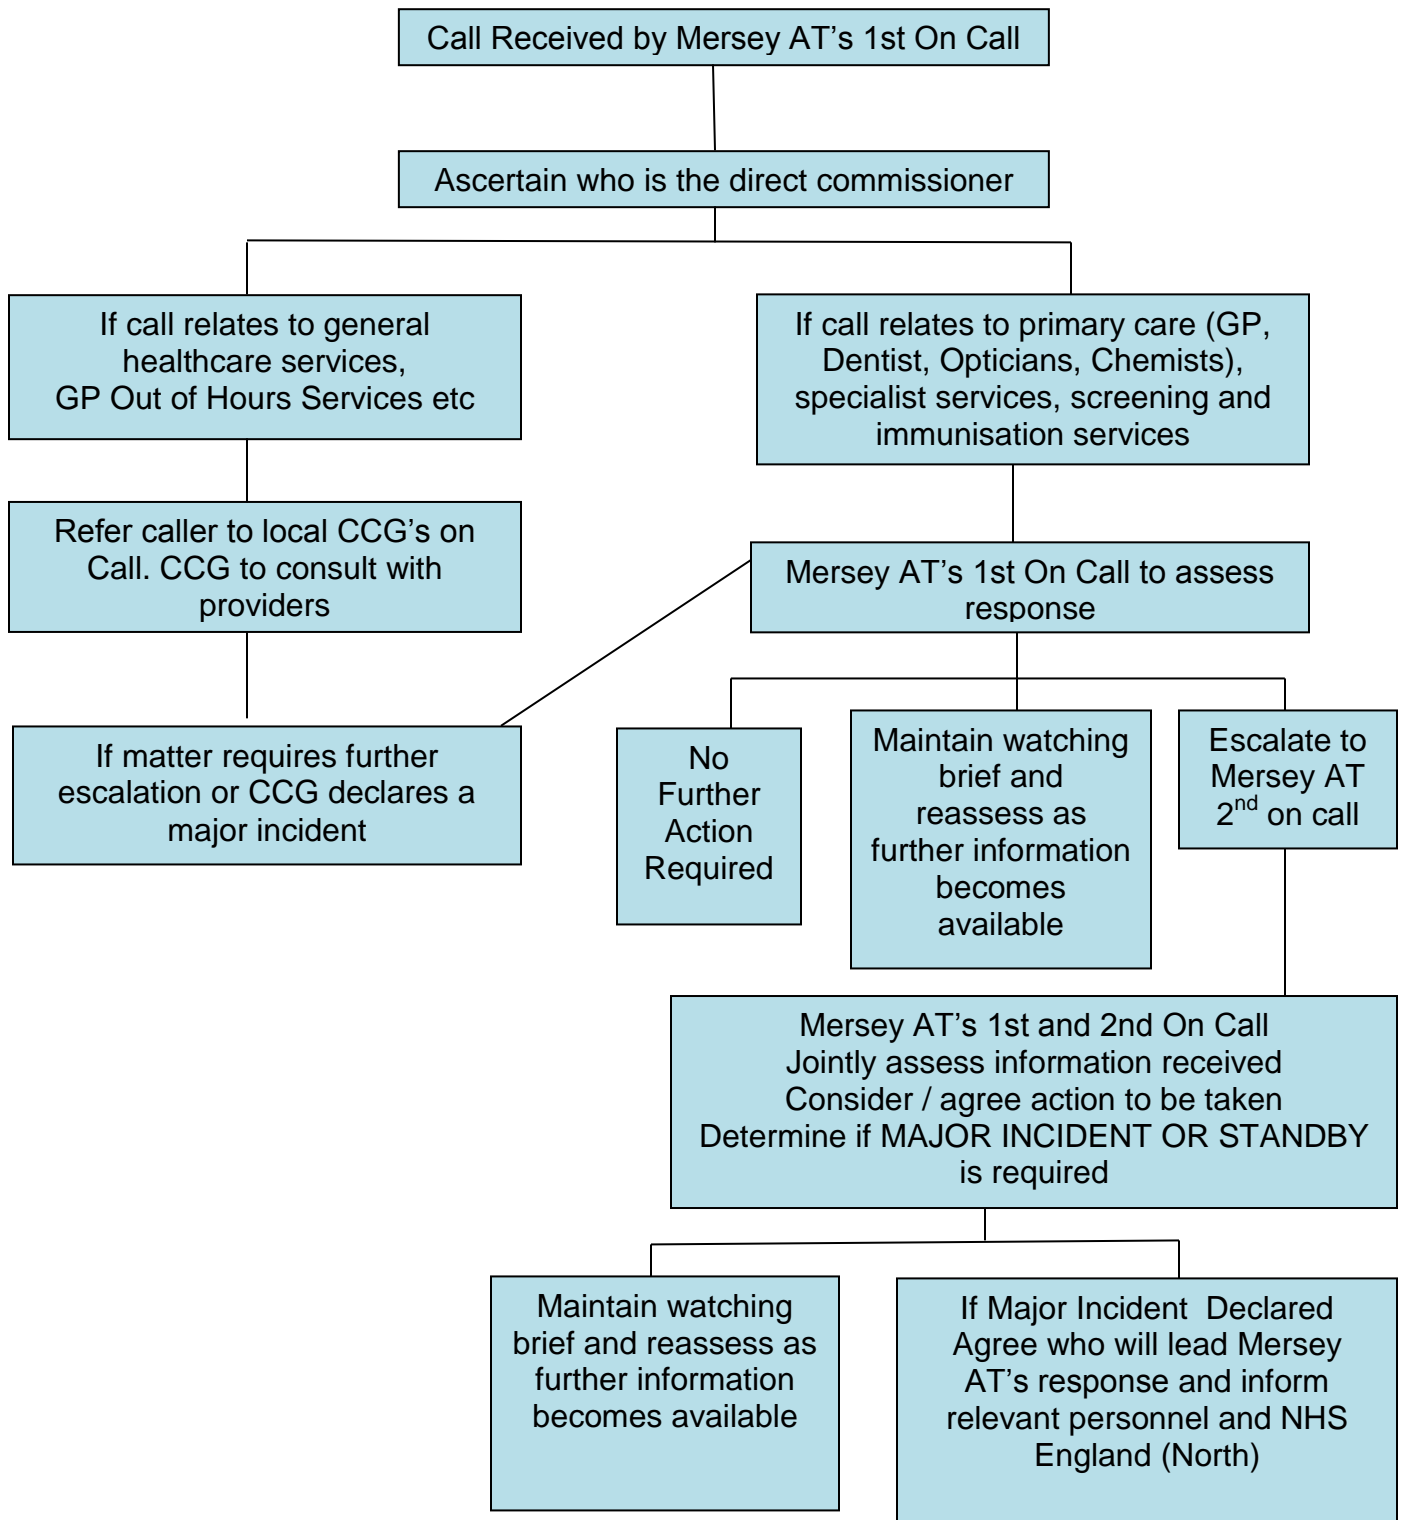 Call Received by Mersey AT’s 1st On Call
Ascertain who is the direct commissioner
If call relates to general
healthcare services,
GP Out of Hours Services etc
If call relates to primary care (GP,
Dentist, Opticians, Chemists),
specialist services, screening and
immunisation services
Refer caller to local CCG’s on
Call. CCG to consult with
providers
Mersey AT’s 1st On Call to assess
response
If matter requires further
escalation or CCG declares a
major incident
No
Further
Action
Required
Maintain watching
brief and
reassess as
further information
becomes
available
Escalate to
Mersey AT
2nd on call
Mersey AT’s 1st and 2nd On Call
Jointly assess information received
Consider / agree action to be taken
Determine if MAJOR INCIDENT OR STANDBY
is required
Maintain watching
brief and reassess as
further information
becomes available
If Major Incident  Declared
Agree who will lead Mersey
AT’s response and inform
relevant personnel and NHS
England (North)